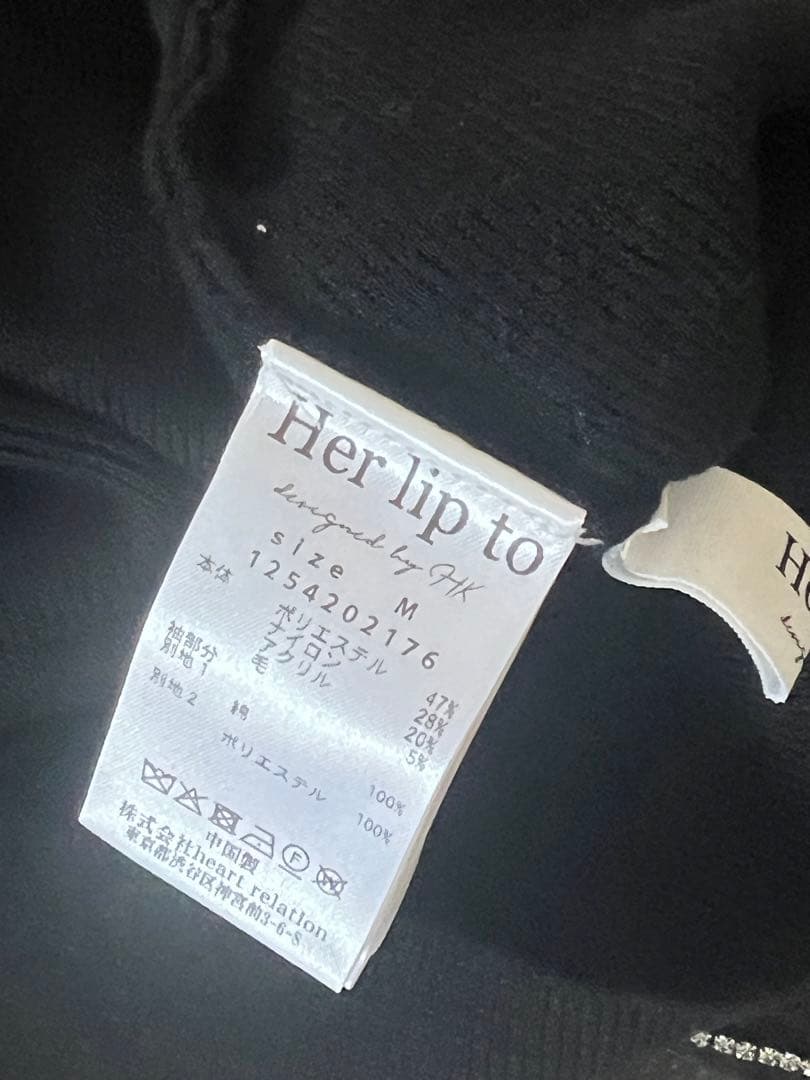 Her lip to
designed by HK
size M
1254202176
本体 ポリエステル 47%
ナイロン 28%
アクリル 20%
毛 5%
袖部分
別地1 綿 100%
別地2 ポリエステル 100%
中国製
株式会社heart relation
東京都渋谷区神宮前3-6-8